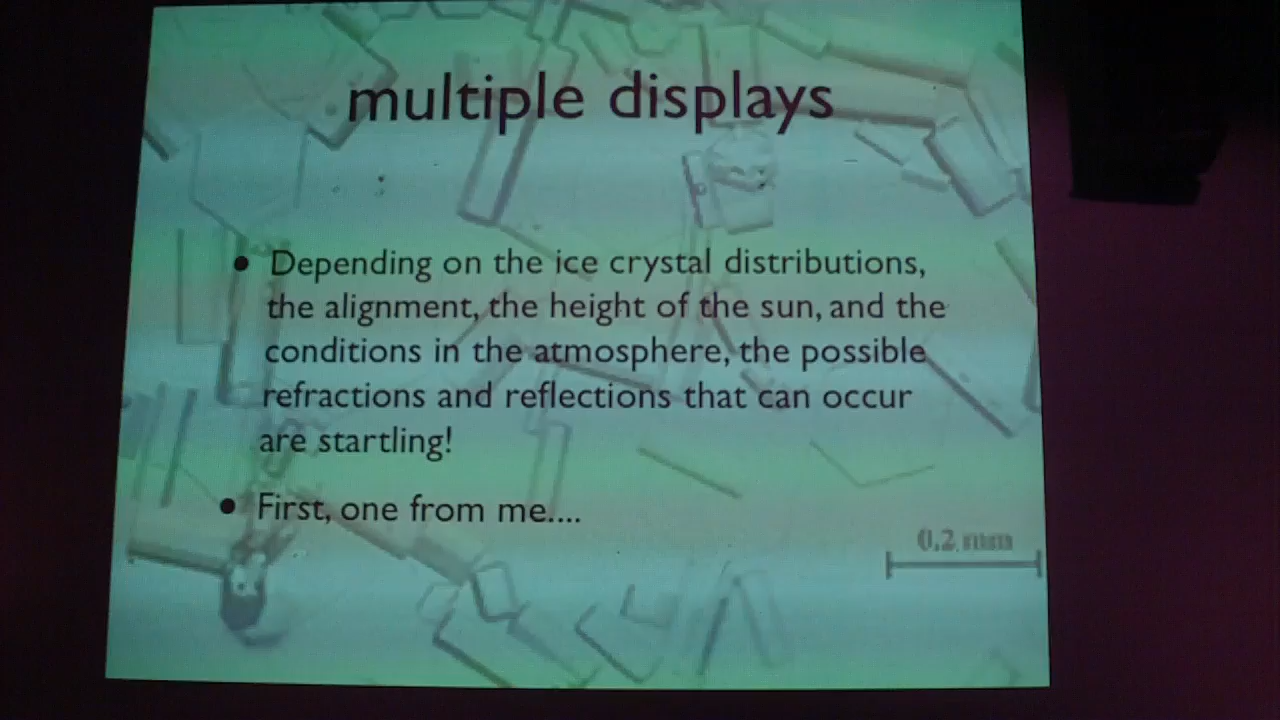 multiple displays
• Depending on the ice crystal distributions,
the alignment, the height of the sun, and the
conditions in the atmosphere, the possible
refractions and reflections that can occur
are startling!
• First, one from me....
0.2 mm